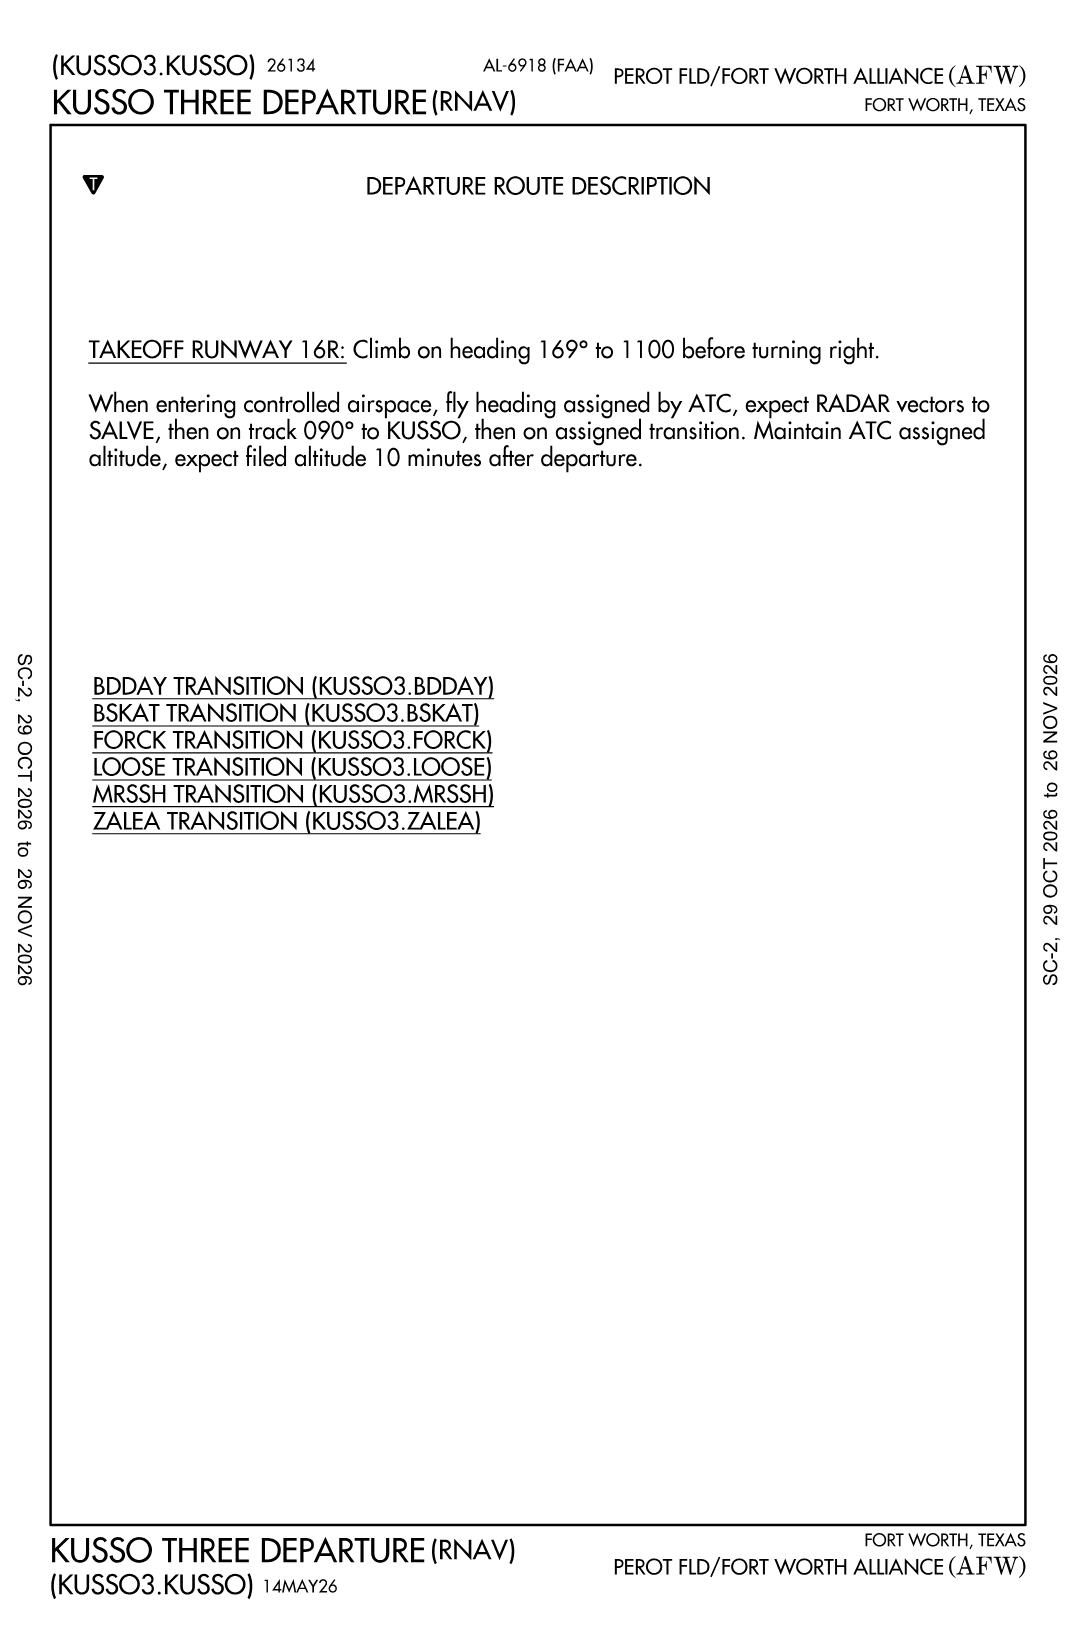 (KUSSO3.KUSSO) 26134
AL-6918 (FAA)
PEROT FLD/FORT WORTH ALLIANCE (AFW)
KUSSO THREE DEPARTURE (RNAV)
FORT WORTH, TEXAS
T
DEPARTURE ROUTE DESCRIPTION
TAKEOFF RUNWAY 16R: Climb on heading 169° to 1100 before turning right.
When entering controlled airspace, fly heading assigned by ATC, expect RADAR vectors to
SALVE, then on track 090° to KUSSO, then on assigned transition. Maintain ATC assigned
altitude, expect filed altitude 10 minutes after departure.
SC-2, 29 OCT 2026 to 26 NOV 2026
SC-2, 29 OCT 2026 to 26 NOV 2026
BDDAY TRANSITION (KUSSO3.BDDAY)
BSKAT TRANSITION (KUSSO3.BSKAT)
FORCK TRANSITION (KUSSO3.FORCK)
LOOSE TRANSITION (KUSSO3.LOOSE)
MRSSH TRANSITION (KUSSO3.MRSSH)
ZALEA TRANSITION (KUSSO3.ZALEA)
KUSSO THREE DEPARTURE (RNAV)
FORT WORTH, TEXAS
(KUSSO3.KUSSO) 14MAY26
PEROT FLD/FORT WORTH ALLIANCE (AFW)